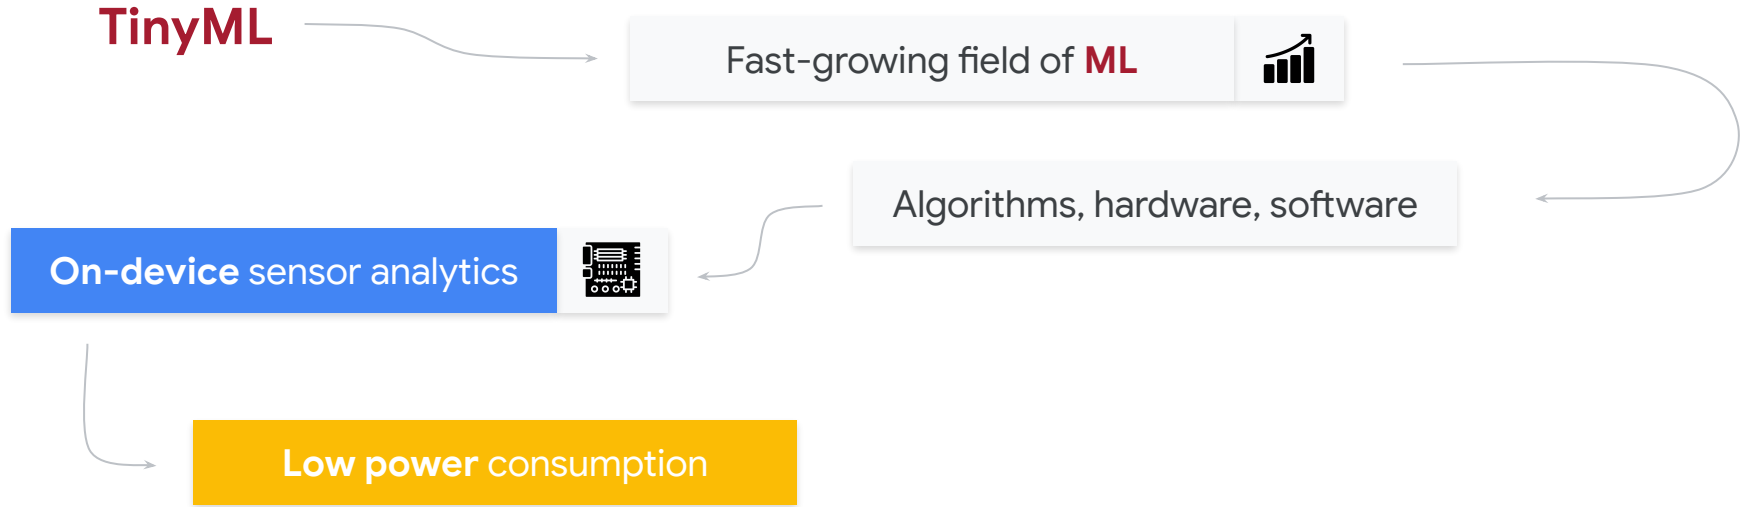 TinyML
Fast-growing field of ML
Algorithms, hardware, software
On-device sensor analytics
Low power consumption